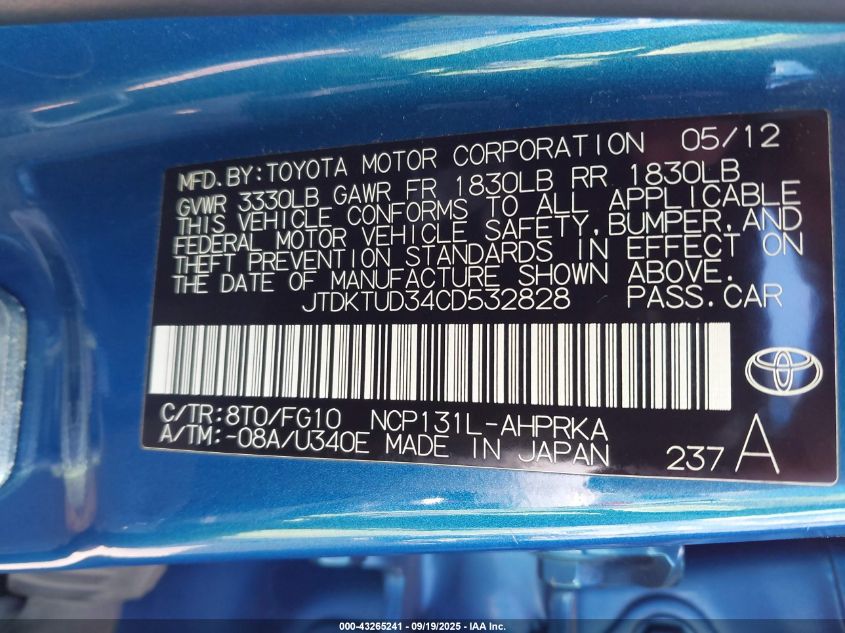 MFD. BY: TOYOTA MOTOR CORPORATION 05/12
GVWR 3330LB GAWR FR 1830LB RR 1830LB
THIS VEHICLE CONFORMS TO ALL APPLICABLE
FEDERAL MOTOR VEHICLE SAFETY, BUMPER, AND
THEFT PREVENTION STANDARDS IN EFFECT ON
THE DATE OF MANUFACTURE SHOWN ABOVE.
JTDKTUD34CD532828 PASS. CAR
C/TR: 8T0/FG10 NCP131L-AHPRKA
A/TM: -08A/U340E MADE IN JAPAN 237 A
000-43265241 - 09/19/2025 - IAA Inc.